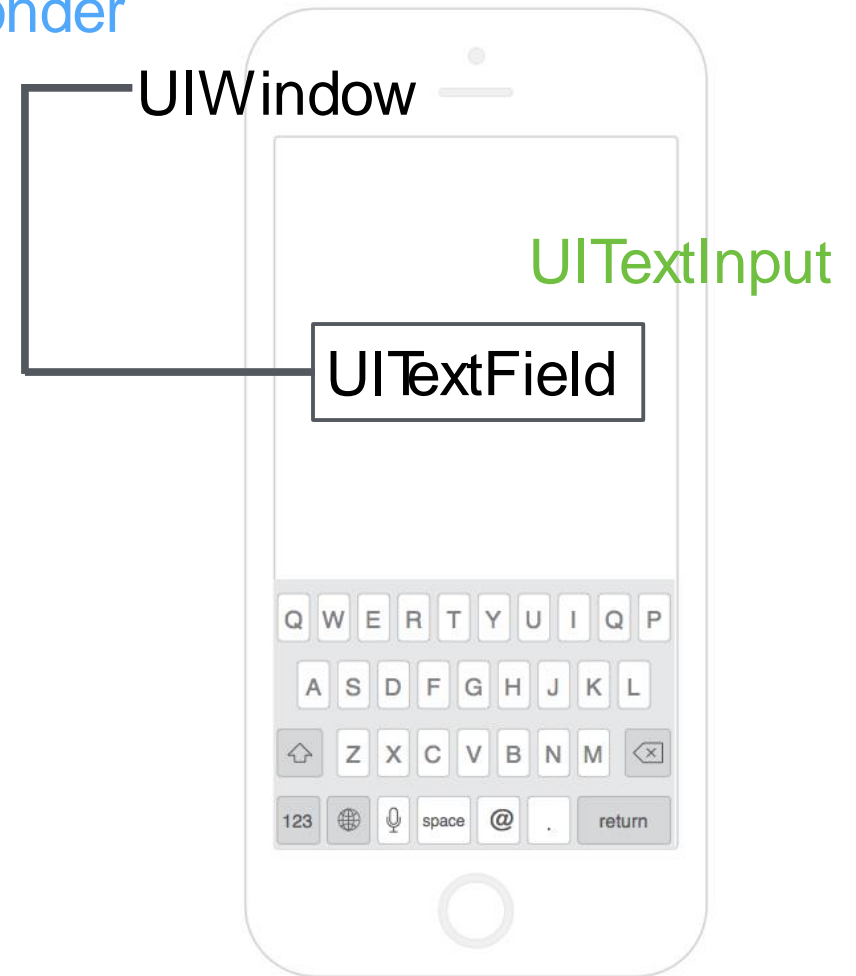 onder
UIWindow
UITextInput
UITextField
Q W E R T Y U I Q P
A S D F G H J K L
Z X C V B N M
123 space @ . return